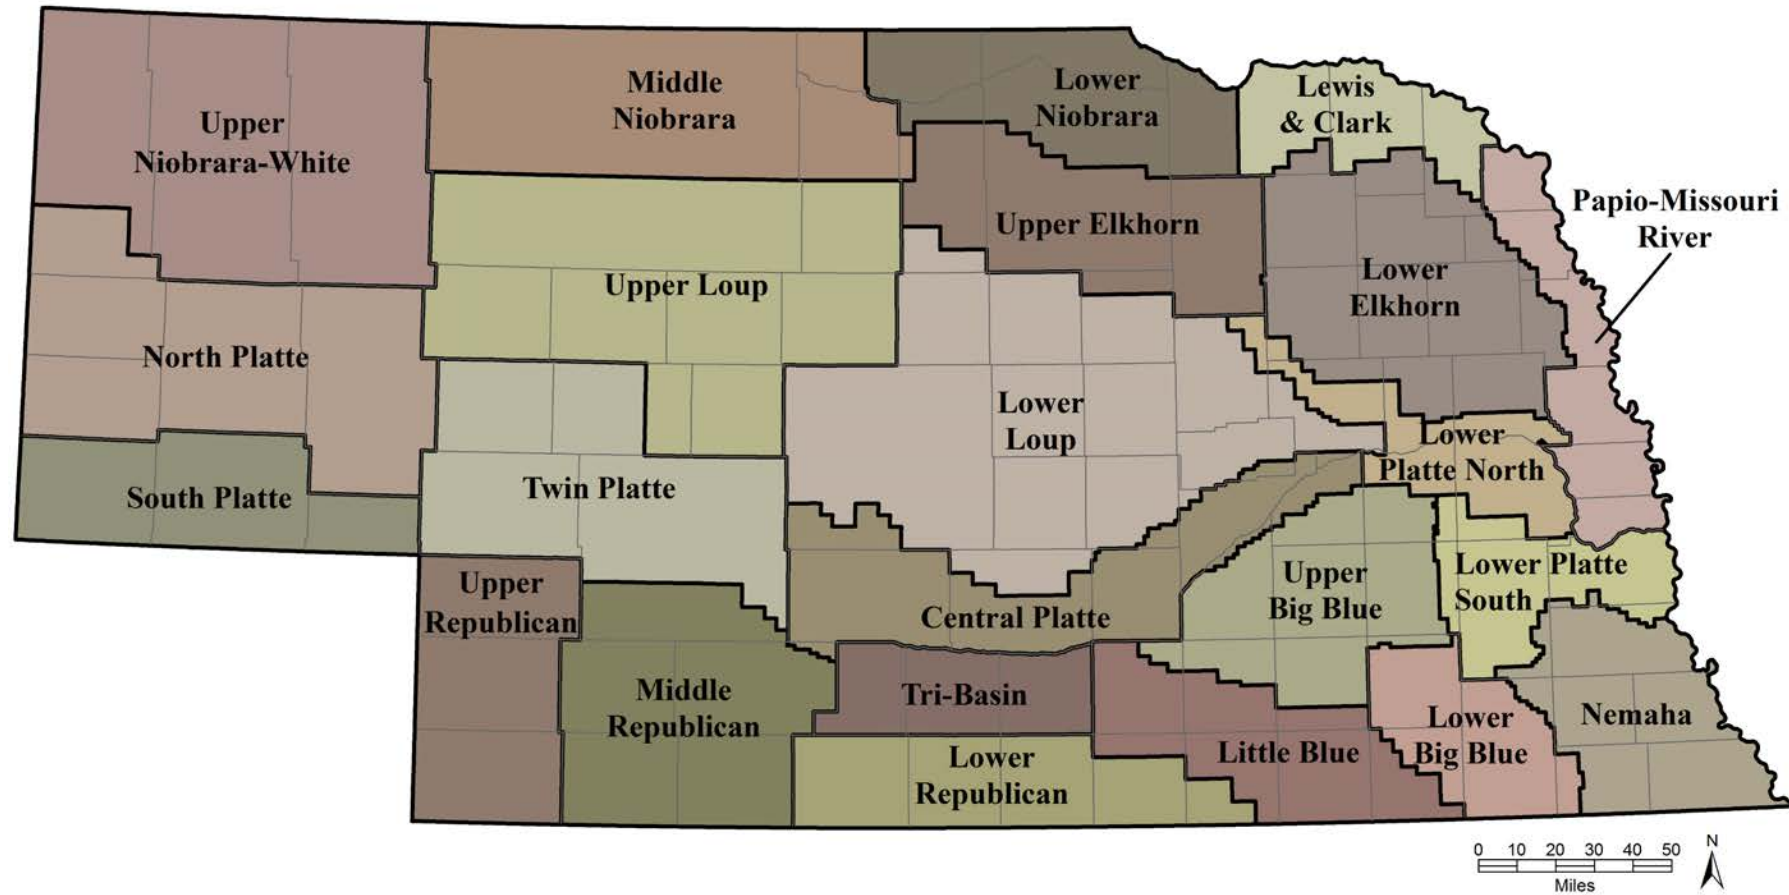 Upper
Niobrara-White
Middle
Niobrara
Lower
Niobrara
Lewis
& Clark
Papio-Missouri
River
Upper Elkhorn
Lower
Elkhorn
Upper Loup
North Platte
Lower
Loup
Lower
Platte North
South Platte
Twin Platte
Upper
Republican
Central Platte
Upper
Big Blue
Lower Platte
South
Middle
Republican
Tri-Basin
Lower
Republican
Little Blue
Lower
Big Blue
Nemaha
0 10 20 30 40 50
Miles
N